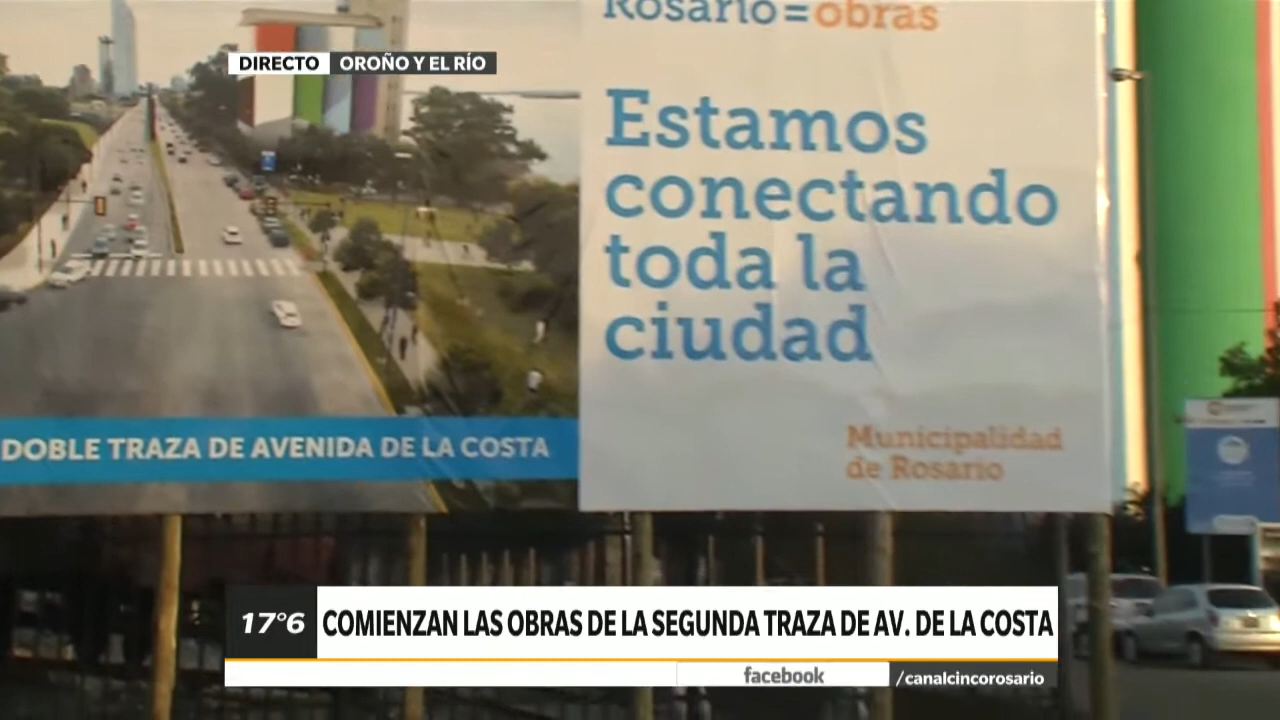 Rosario=obras
DIRECTO OROÑO Y EL RÍO
Estamos
conectando
toda la
ciudad
DOBLE TRAZA DE AVENIDA DE LA COSTA
Municipalidad
de Rosario
17°6 COMIENZAN LAS OBRAS DE LA SEGUNDA TRAZA DE AV. DE LA COSTA
facebook /canalcincorosario